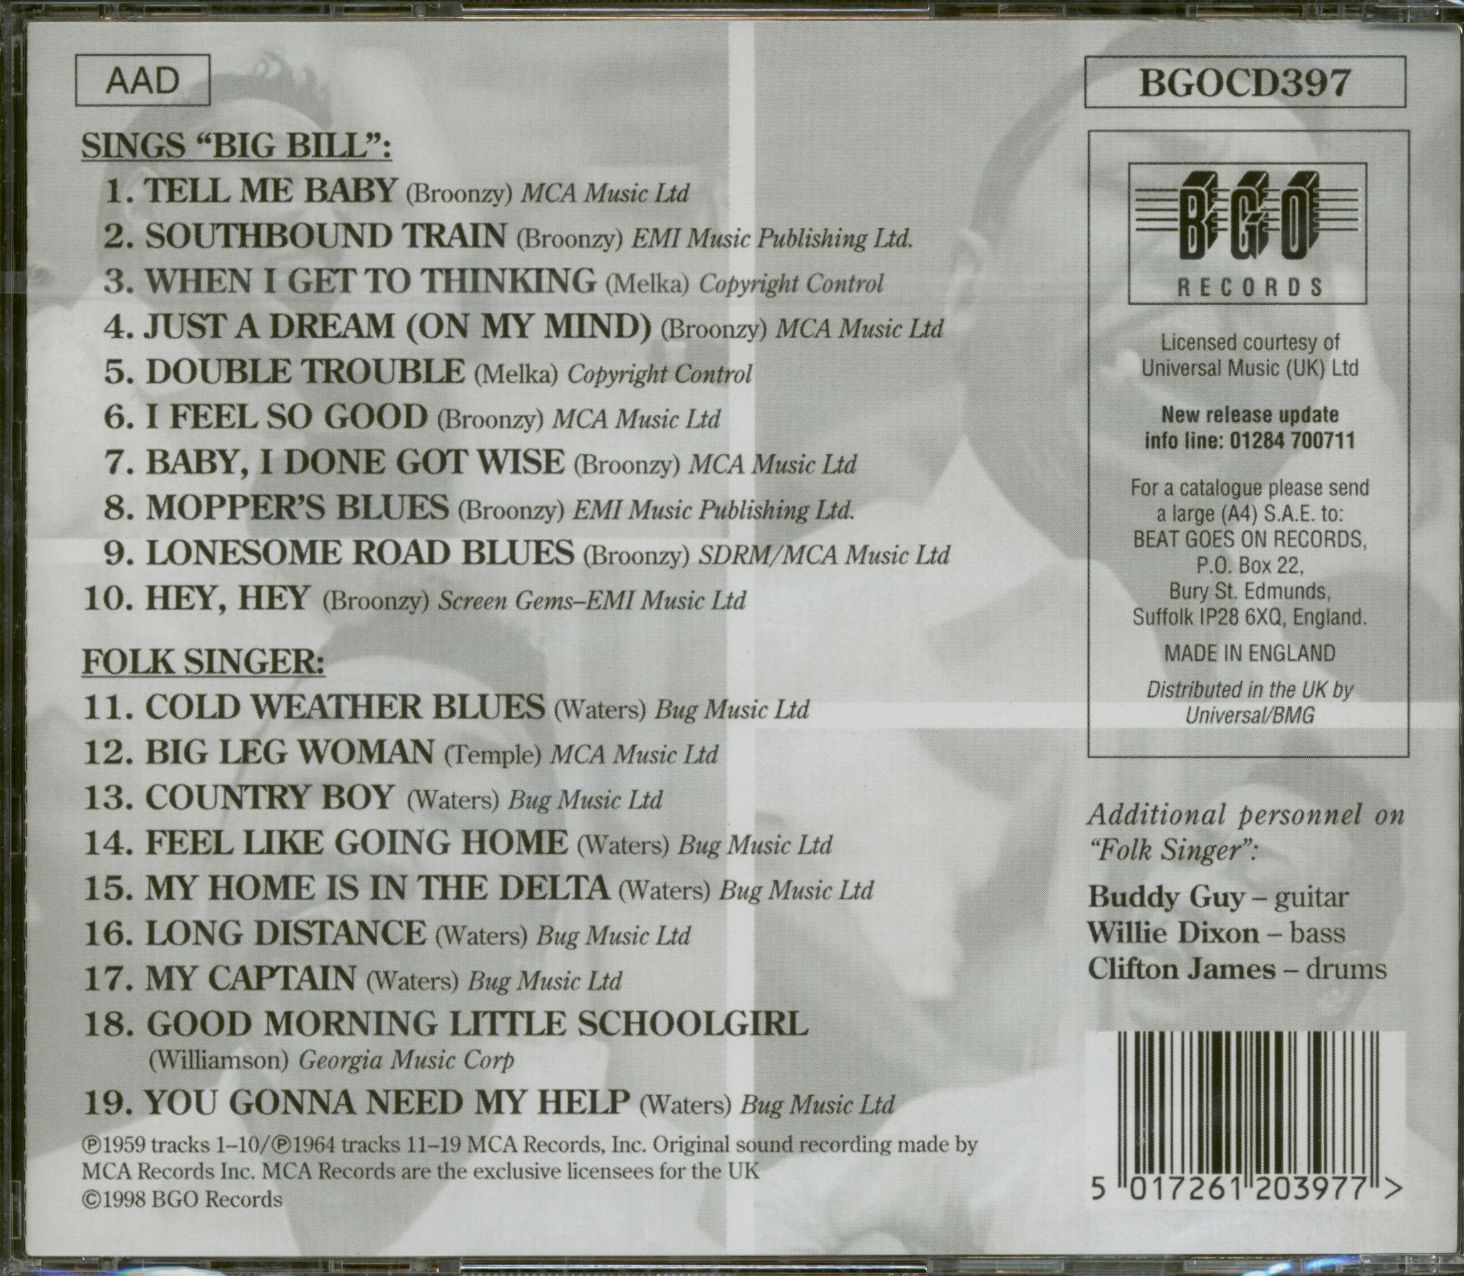 AAD
SINGS “BIG BILL”:
1. TELL ME BABY (Broonzy) MCA Music Ltd
2. SOUTHBOUND TRAIN (Broonzy) EMI Music Publishing Ltd.
3. WHEN I GET TO THINKING (Melka) Copyright Control
4. JUST A DREAM (ON MY MIND) (Broonzy) MCA Music Ltd
5. DOUBLE TROUBLE (Melka) Copyright Control
6. I FEEL SO GOOD (Broonzy) MCA Music Ltd
7. BABY, I DONE GOT WISE (Broonzy) MCA Music Ltd
8. MOPPER’S BLUES (Broonzy) EMI Music Publishing Ltd.
9. LONESOME ROAD BLUES (Broonzy) SDRM/MCA Music Ltd
10. HEY, HEY (Broonzy) Screen Gems–EMI Music Ltd
FOLK SINGER:
11. COLD WEATHER BLUES (Waters) Bug Music Ltd
12. BIG LEG WOMAN (Temple) MCA Music Ltd
13. COUNTRY BOY (Waters) Bug Music Ltd
14. FEEL LIKE GOING HOME (Waters) Bug Music Ltd
15. MY HOME IS IN THE DELTA (Waters) Bug Music Ltd
16. LONG DISTANCE (Waters) Bug Music Ltd
17. MY CAPTAIN (Waters) Bug Music Ltd
18. GOOD MORNING LITTLE SCHOOLGIRL
(Williamson) Georgia Music Corp
19. YOU GONNA NEED MY HELP (Waters) Bug Music Ltd
℗1959 tracks 1–10/℗1964 tracks 11–19 MCA Records, Inc. Original sound recording made by
MCA Records Inc. MCA Records are the exclusive licensees for the UK
©1998 BGO Records
BGOCD397
BGO
RECORDS
Licensed courtesy of
Universal Music (UK) Ltd
New release update
info line: 01284 700711
For a catalogue please send
a large (A4) S.A.E. to:
BEAT GOES ON RECORDS,
P.O. Box 22,
Bury St. Edmunds,
Suffolk IP28 6XQ, England.
MADE IN ENGLAND
Distributed in the UK by
Universal/BMG
Additional personnel on
“Folk Singer”:
Buddy Guy – guitar
Willie Dixon – bass
Clifton James – drums
5 017261 203977 >